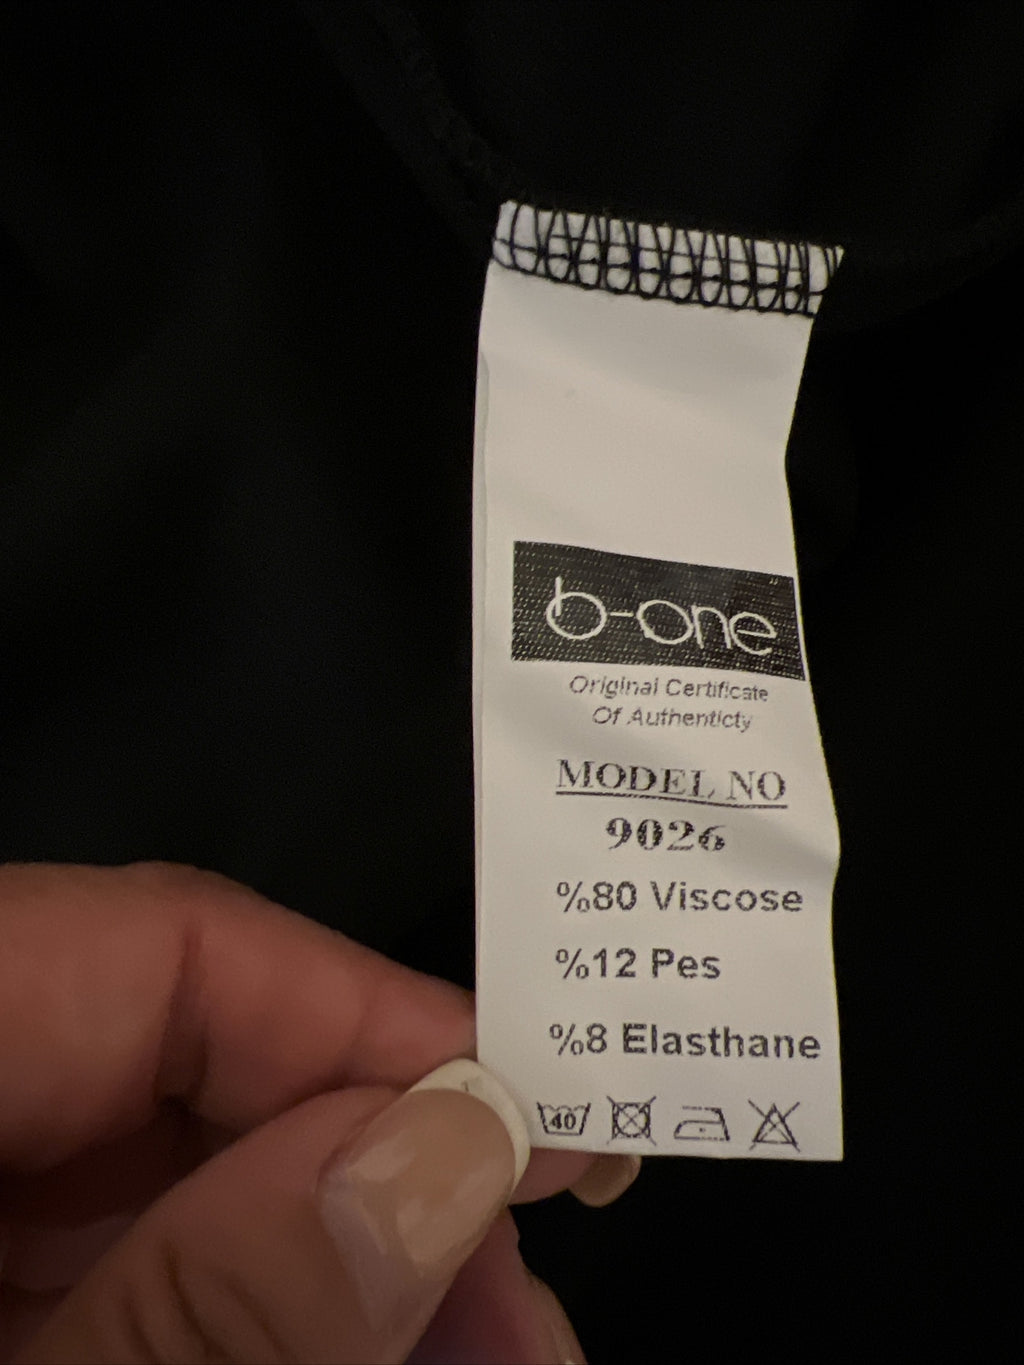 b-one
Original Certificate
Of Authenticty
MODEL NO
9026
%80 Viscose
%12 Pes
%8 Elasthane
40